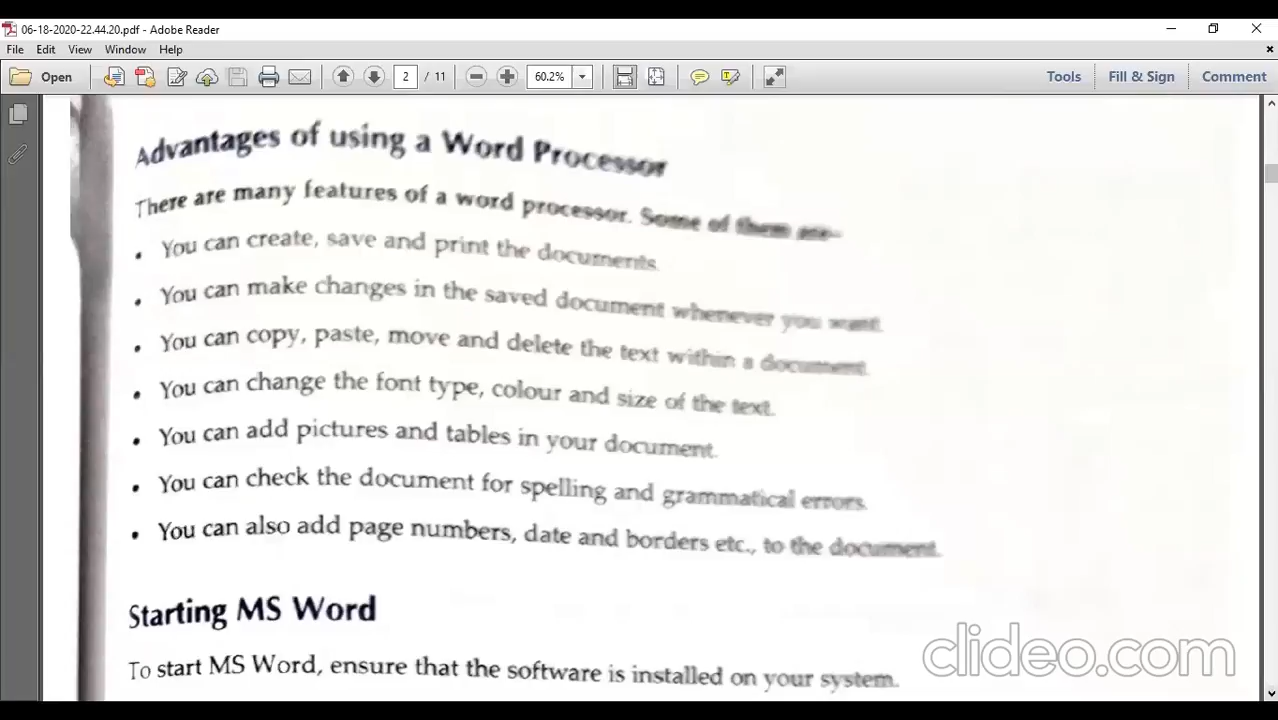 06-18-2020-22.44.20.pdf - Adobe Reader
File Edit View Window Help
Open 2 / 11 60.2% Tools Fill & Sign Comment
Advantages of using a Word Processor
There are many features of a word processor. Some of them are-
• You can create, save and print the documents.
• You can make changes in the saved document whenever you want.
• You can copy, paste, move and delete the text within a document.
• You can change the font type, colour and size of the text.
• You can add pictures and tables in your document.
• You can check the document for spelling and grammatical errors.
• You can also add page numbers, date and borders etc., to the document.
Starting MS Word
To start MS Word, ensure that the software is installed on your system.
clideo.com